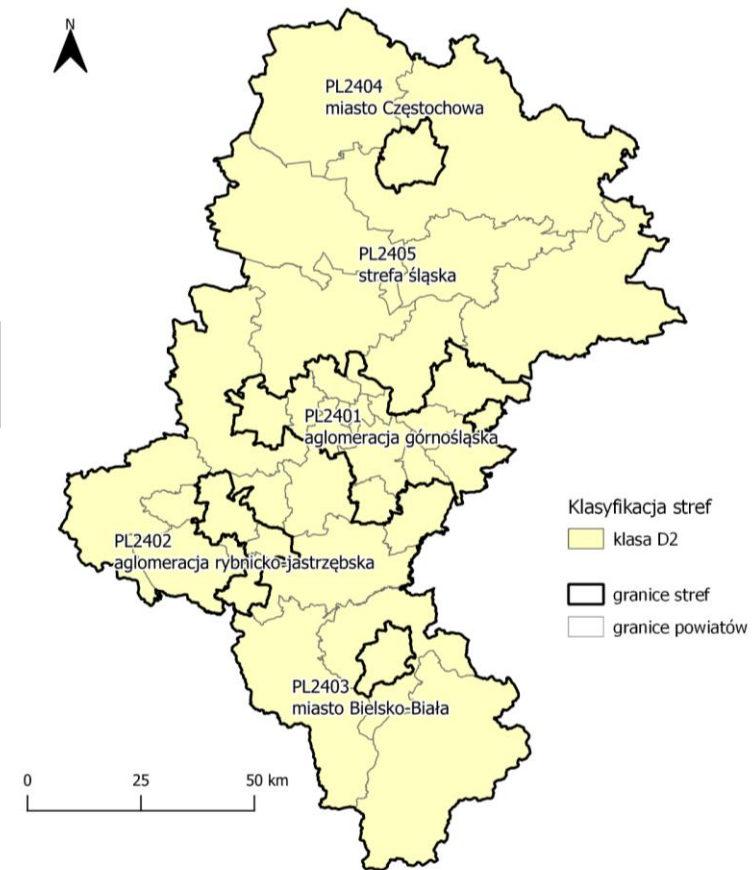 N
PL2404
miasto Częstochowa
PL2405
strefa śląska
PL2401
aglomeracja górnośląska
PL2402
aglomeracja rybnicko-jastrzębska
PL2403
miasto Bielsko-Biała
Klasyfikacja stref
klasa D2
granice stref
granice powiatów
0 25 50 km